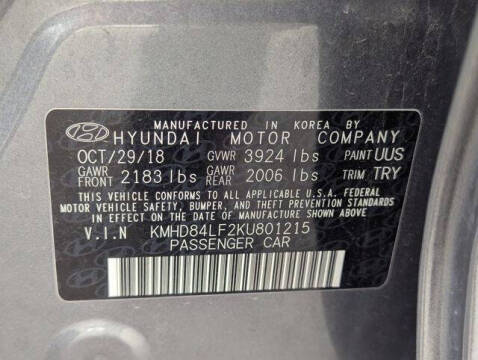 MANUFACTURED IN KOREA BY
HYUNDAI MOTOR COMPANY
OCT/29/18 GVWR 3924 lbs PAINT UUS
GAWR FRONT 2183 lbs GAWR REAR 2006 lbs TRIM TRY
THIS VEHICLE CONFORMS TO ALL APPLICABLE U.S.A. FEDERAL
MOTOR VEHICLE SAFETY, BUMPER, AND THEFT PREVENTION
STANDARDS IN EFFECT ON THE DATE OF MANUFACTURE SHOWN ABOVE.
V.I.N KMHD84LF2KU801215
PASSENGER CAR